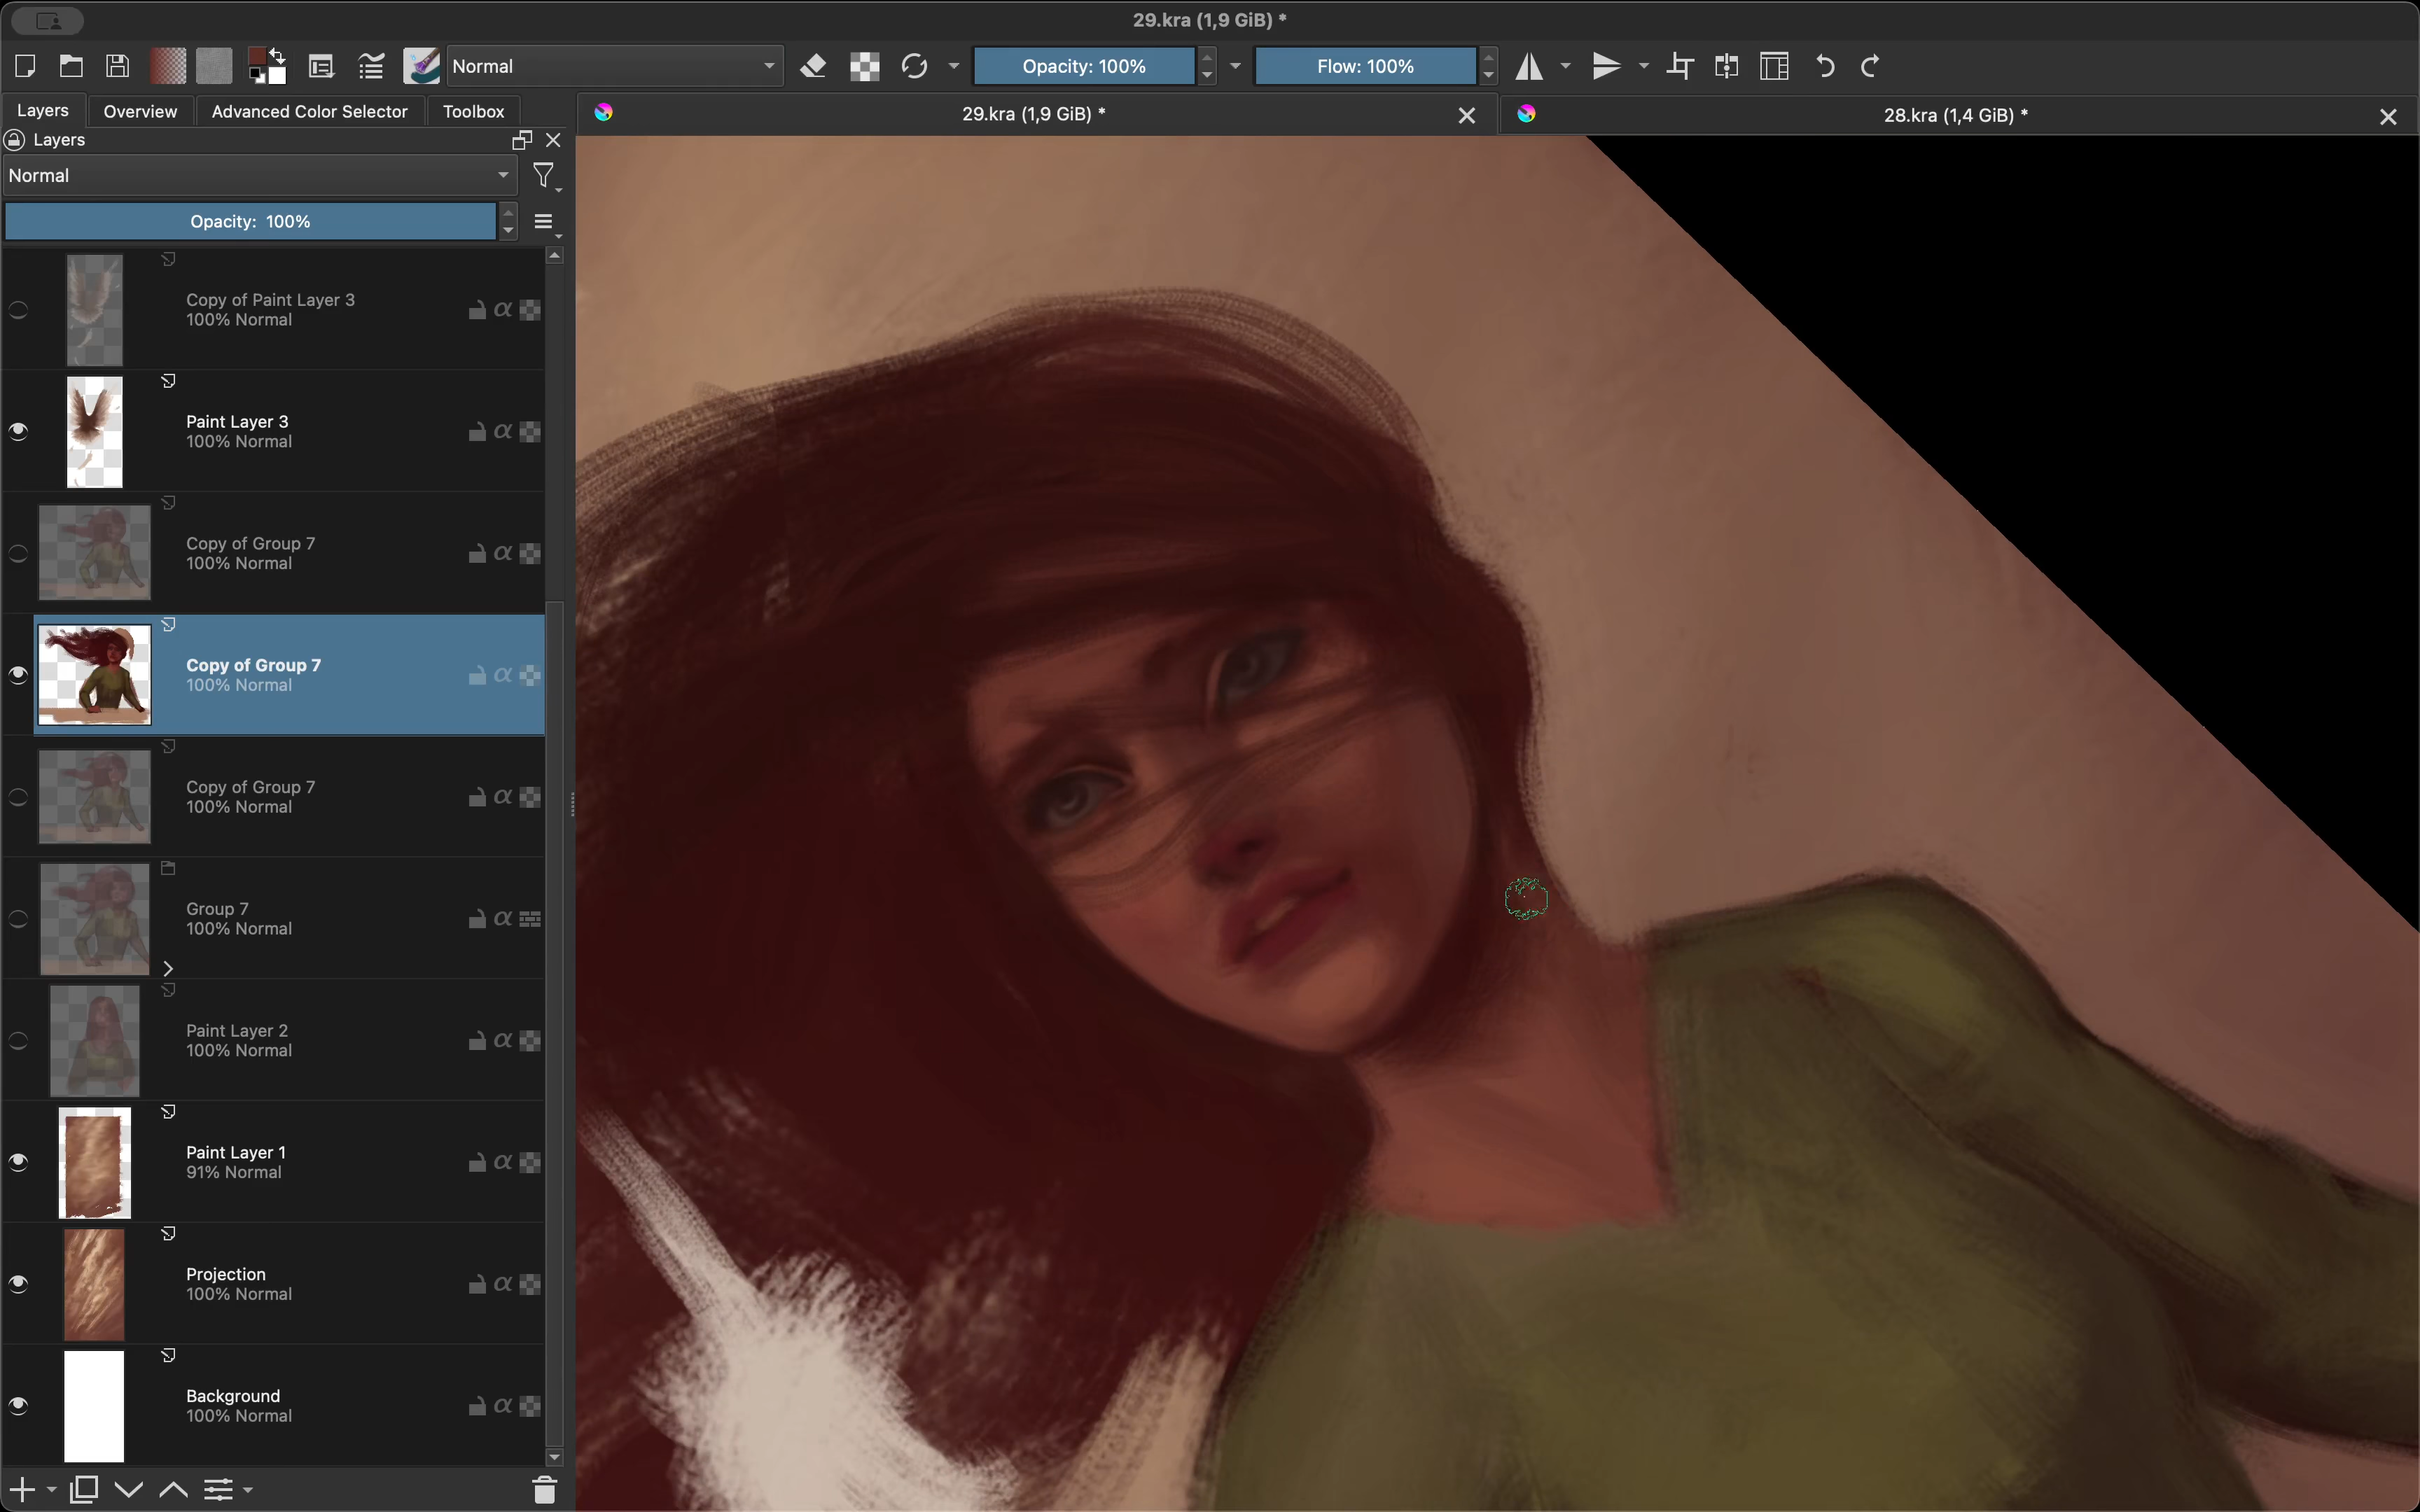 29.kra (1,9 GiB) *
Normal
Opacity: 100%
Flow: 100%
Layers
Overview
Advanced Color Selector
Toolbox
29.kra (1,9 GiB) *
28.kra (1,4 GiB) *
Layers
Normal
Opacity: 100%
Copy of Paint Layer 3
100% Normal
Paint Layer 3
100% Normal
Copy of Group 7
100% Normal
Copy of Group 7
100% Normal
Copy of Group 7
100% Normal
Group 7
100% Normal
Paint Layer 2
100% Normal
Paint Layer 1
91% Normal
Projection
100% Normal
Background
100% Normal